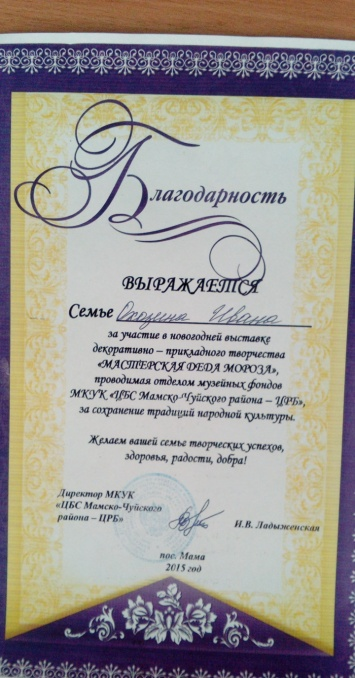 Благодарность
ВЫРАЖАЕТСЯ
Семье Охозина Ивана
за участие в новогодней выставке
декоративно – прикладного творчества
«МАСТЕРСКАЯ ДЕДА МОРОЗА»,
проводимая отделом музейных фондов
МКУК «ЦБС Мамско-Чуйского района – ЦРБ»,
за сохранение традиций народной культуры.
Желаем вашей семье творческих успехов,
здоровья, радости, добра!
Директор МКУК
«ЦБС Мамско-Чуйского
района – ЦРБ»
И.В. Ладыженская
пос. Мама
2015 год